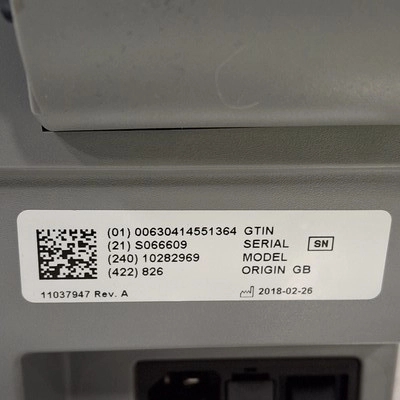 (01) 00630414551364 GTIN
(21) S066609 SERIAL SN
(240) 10282969 MODEL
(422) 826 ORIGIN GB
11037947 Rev. A 2018-02-26